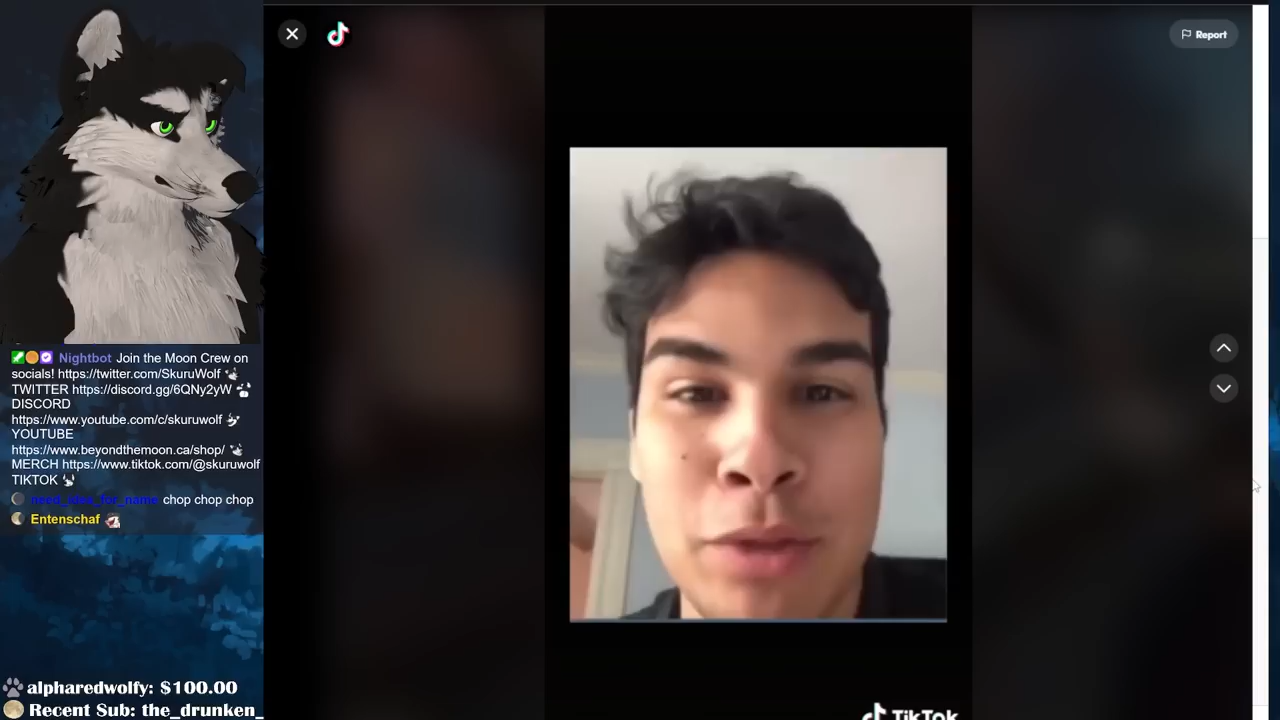 Report
Nightbot Join the Moon Crew on
socials! https://twitter.com/SkuruWolf
TWITTER https://discord.gg/6QNy2yW
DISCORD
https://www.youtube.com/c/skuruwolf
YOUTUBE
https://www.beyondthemoon.ca/shop/
MERCH https://www.tiktok.com/@skuruwolf
TIKTOK
need_idea_for_name chop chop chop
Entenschaf
alpharedwolfy: $100.00
Recent Sub: the_drunken_
TikTok